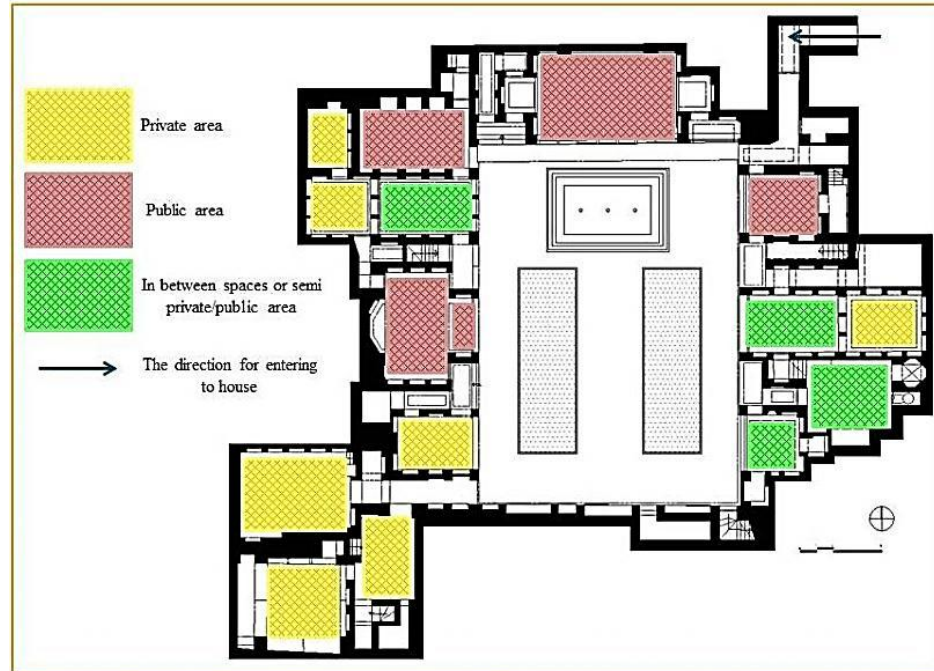 Private area
Public area
In between spaces or semi
private/public area
The direction for entering
to house